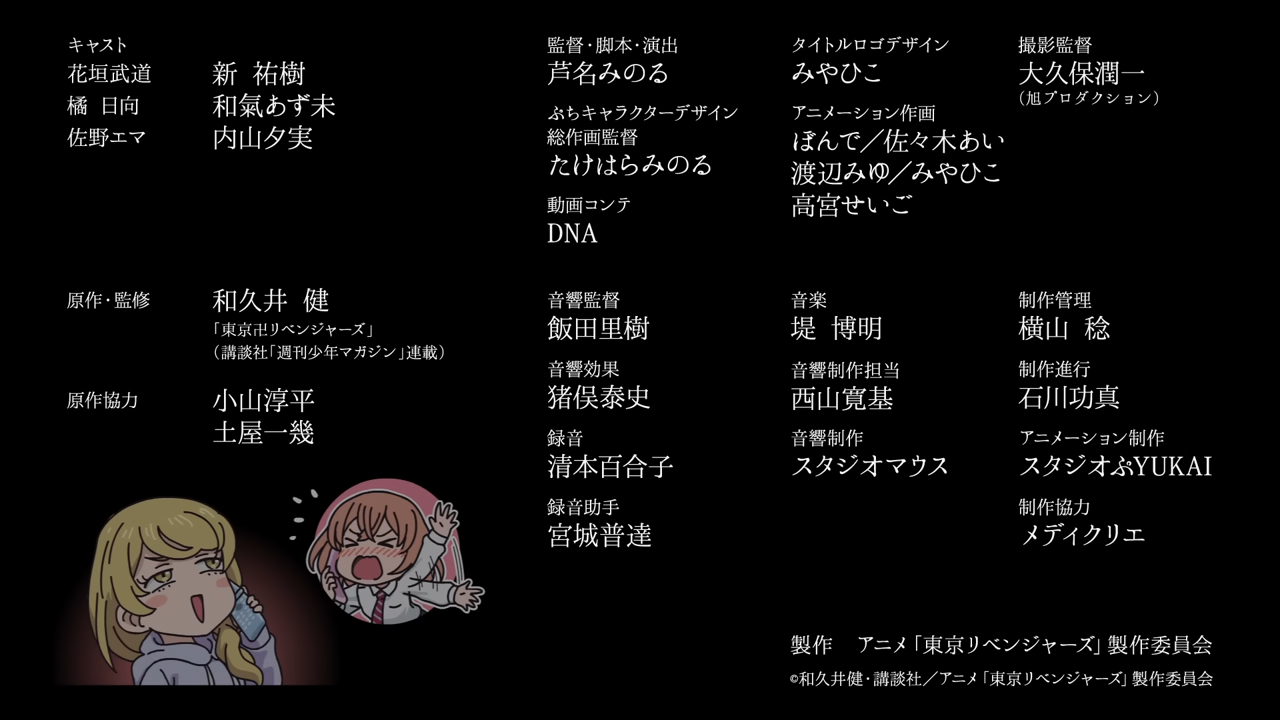 キャスト
花垣武道　新　祐樹
橘　日向　和氣あず未
佐野エマ　内山夕実
原作・監修　和久井　健
「東京卍リベンジャーズ」
（講談社「週刊少年マガジン」連載）
原作協力　小山淳平
土屋一幾
監督・脚本・演出
芦名みのる
ぷちキャラクターデザイン
総作画監督
たけはらみのる
動画コンテ
DNA
タイトルロゴデザイン
みやひこ
アニメーション作画
ぼんで／佐々木あい
渡辺みゆ／みやひこ
高宮せいご
撮影監督
大久保潤一
（旭プロダクション）
音響監督
飯田里樹
音響効果
猪俣泰史
録音
清本百合子
録音助手
宮城普達
音楽
堤　博明
音響制作担当
西山寛基
音響制作
スタジオマウス
制作管理
横山　稔
制作進行
石川功真
アニメーション制作
スタジオぷYUKAI
制作協力
メディクリエ
製作　アニメ「東京リベンジャーズ」製作委員会
©和久井健・講談社／アニメ「東京リベンジャーズ」製作委員会